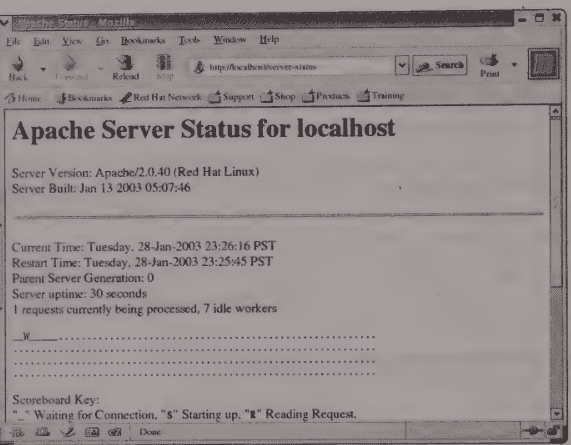 Apache Status - Mozilla
File Edit View Go Bookmarks Tools Window Help
Back Forward Reload Stop http://localhost/server-status Search Print
Home Bookmarks Red Hat Network Support Shop Products Training
Apache Server Status for localhost
Server Version: Apache/2.0.40 (Red Hat Linux)
Server Built: Jan 13 2003 05:07:46
Current Time: Tuesday, 28-Jan-2003 23:26:16 PST
Restart Time: Tuesday, 28-Jan-2003 23:25:45 PST
Parent Server Generation: 0
Server uptime: 30 seconds
1 requests currently being processed, 7 idle workers
__W_____........................................................
................................................................
................................................................
................................................................
Scoreboard Key:
"_" Waiting for Connection, "S" Starting up, "R" Reading Request,
Done